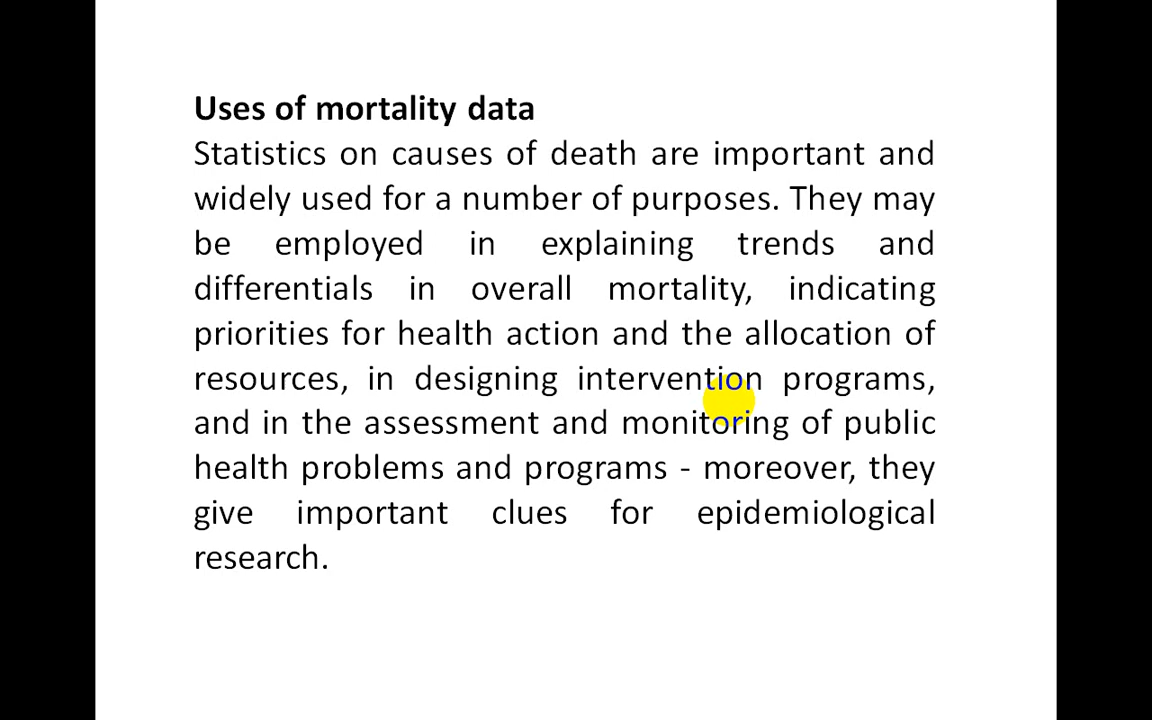 Uses of mortality data
Statistics on causes of death are important and
widely used for a number of purposes. They may
be employed in explaining trends and
differentials in overall mortality, indicating
priorities for health action and the allocation of
resources, in designing intervention programs,
and in the assessment and monitoring of public
health problems and programs - moreover, they
give important clues for epidemiological
research.